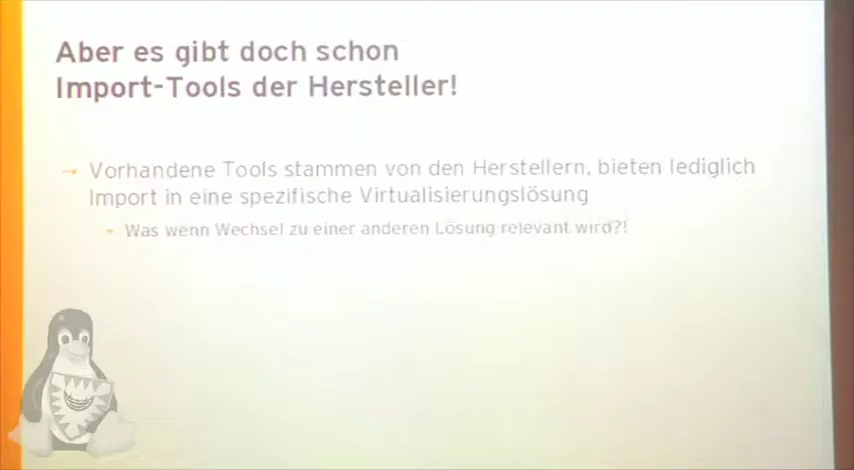 Aber es gibt doch schon
Import-Tools der Hersteller!
→ Vorhandene Tools stammen von den Herstellern, bieten lediglich
Import in eine spezifische Virtualisierungslösung
Was wenn Wechsel zu einer anderen Lösung relevant wird?!